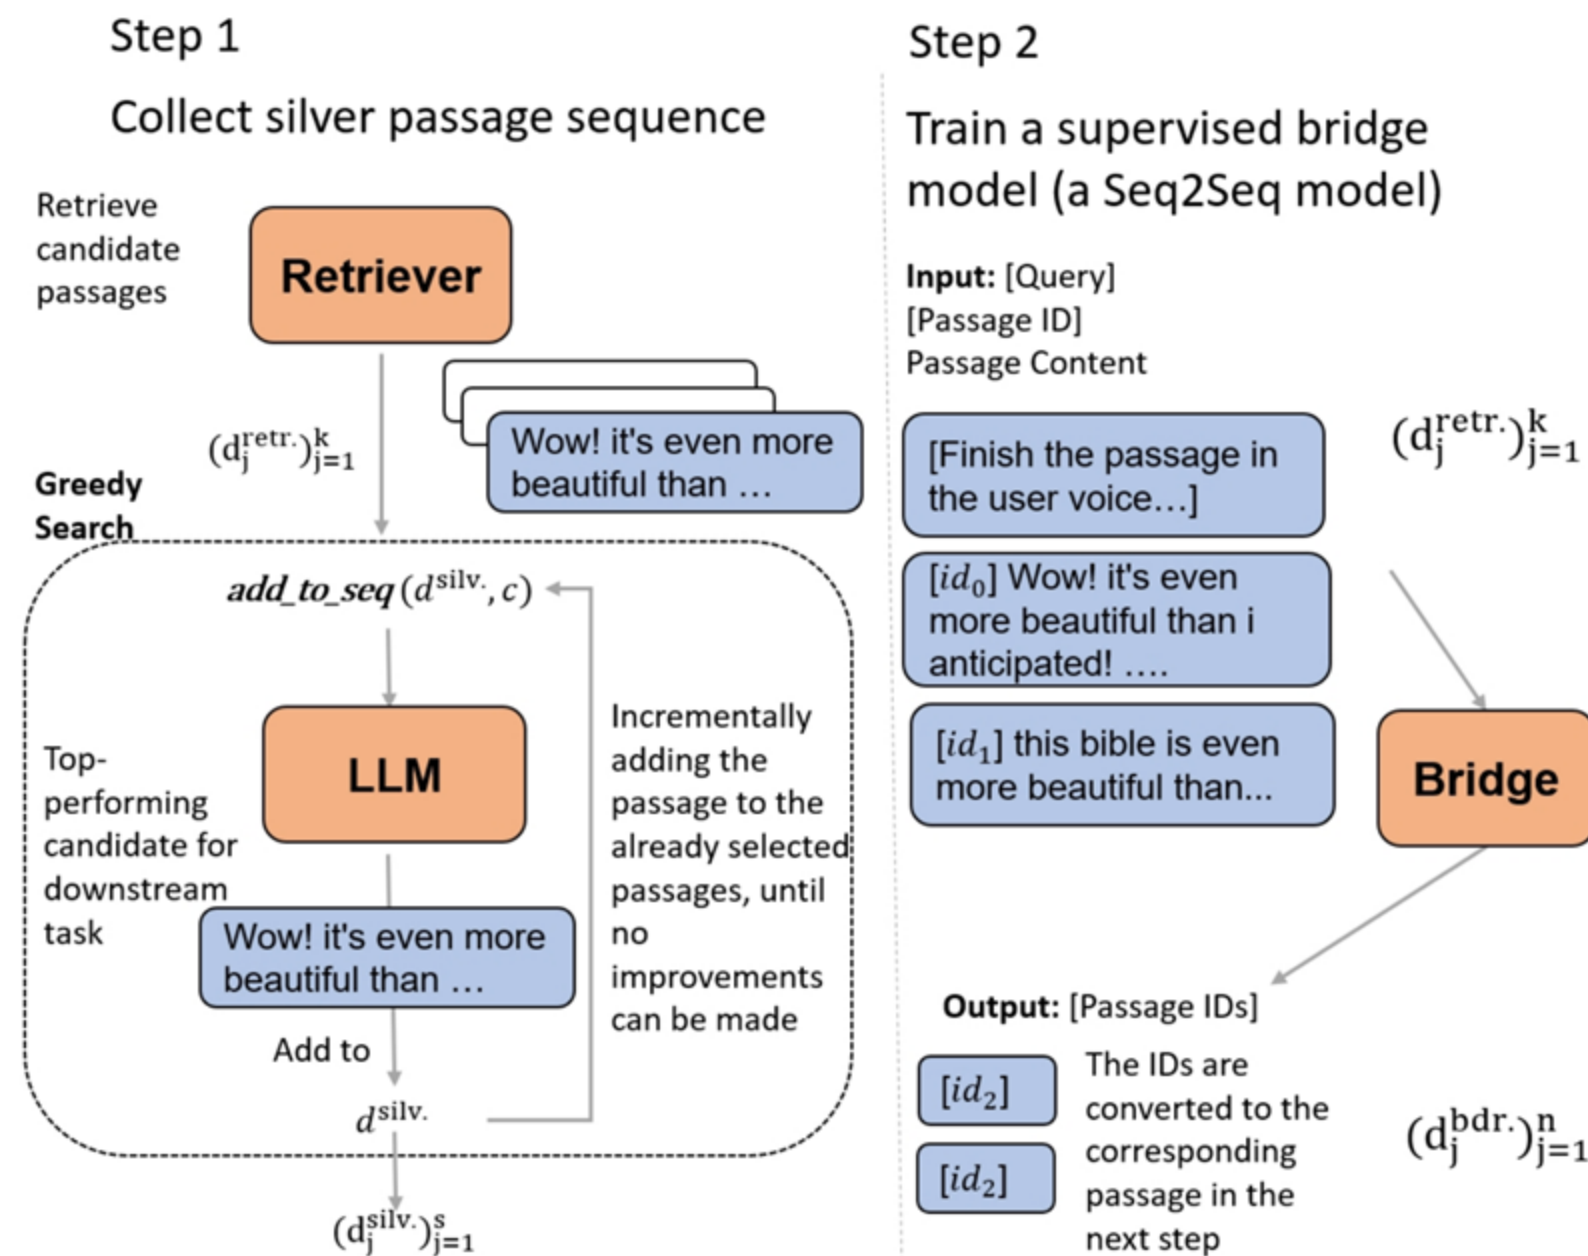 Step 1
Collect silver passage sequence
Retrieve
candidate
passages
Retriever
(d_j^{retr.})_{j=1}^{k}
Wow! it's even more
beautiful than ...
Greedy
Search
add_to_seq(d^{silv.}, c)
LLM
Top-
performing
candidate for
downstream
task
Incrementally
adding the
passage to the
already selected
passages, until
no
improvements
can be made
Wow! it's even more
beautiful than ...
Add to
d^{silv.}
(d_j^{silv.})_{j=1}^{s}
Step 2
Train a supervised bridge
model (a Seq2Seq model)
Input: [Query]
[Passage ID]
Passage Content
[Finish the passage in
the user voice...]
(d_j^{retr.})_{j=1}^{k}
[id_0] Wow! it's even
more beautiful than i
anticipated! ....
[id_1] this bible is even
more beautiful than...
Bridge
Output: [Passage IDs]
[id_2]
[id_2]
The IDs are
converted to the
corresponding
passage in the
next step
(d_j^{bdr.})_{j=1}^{n}